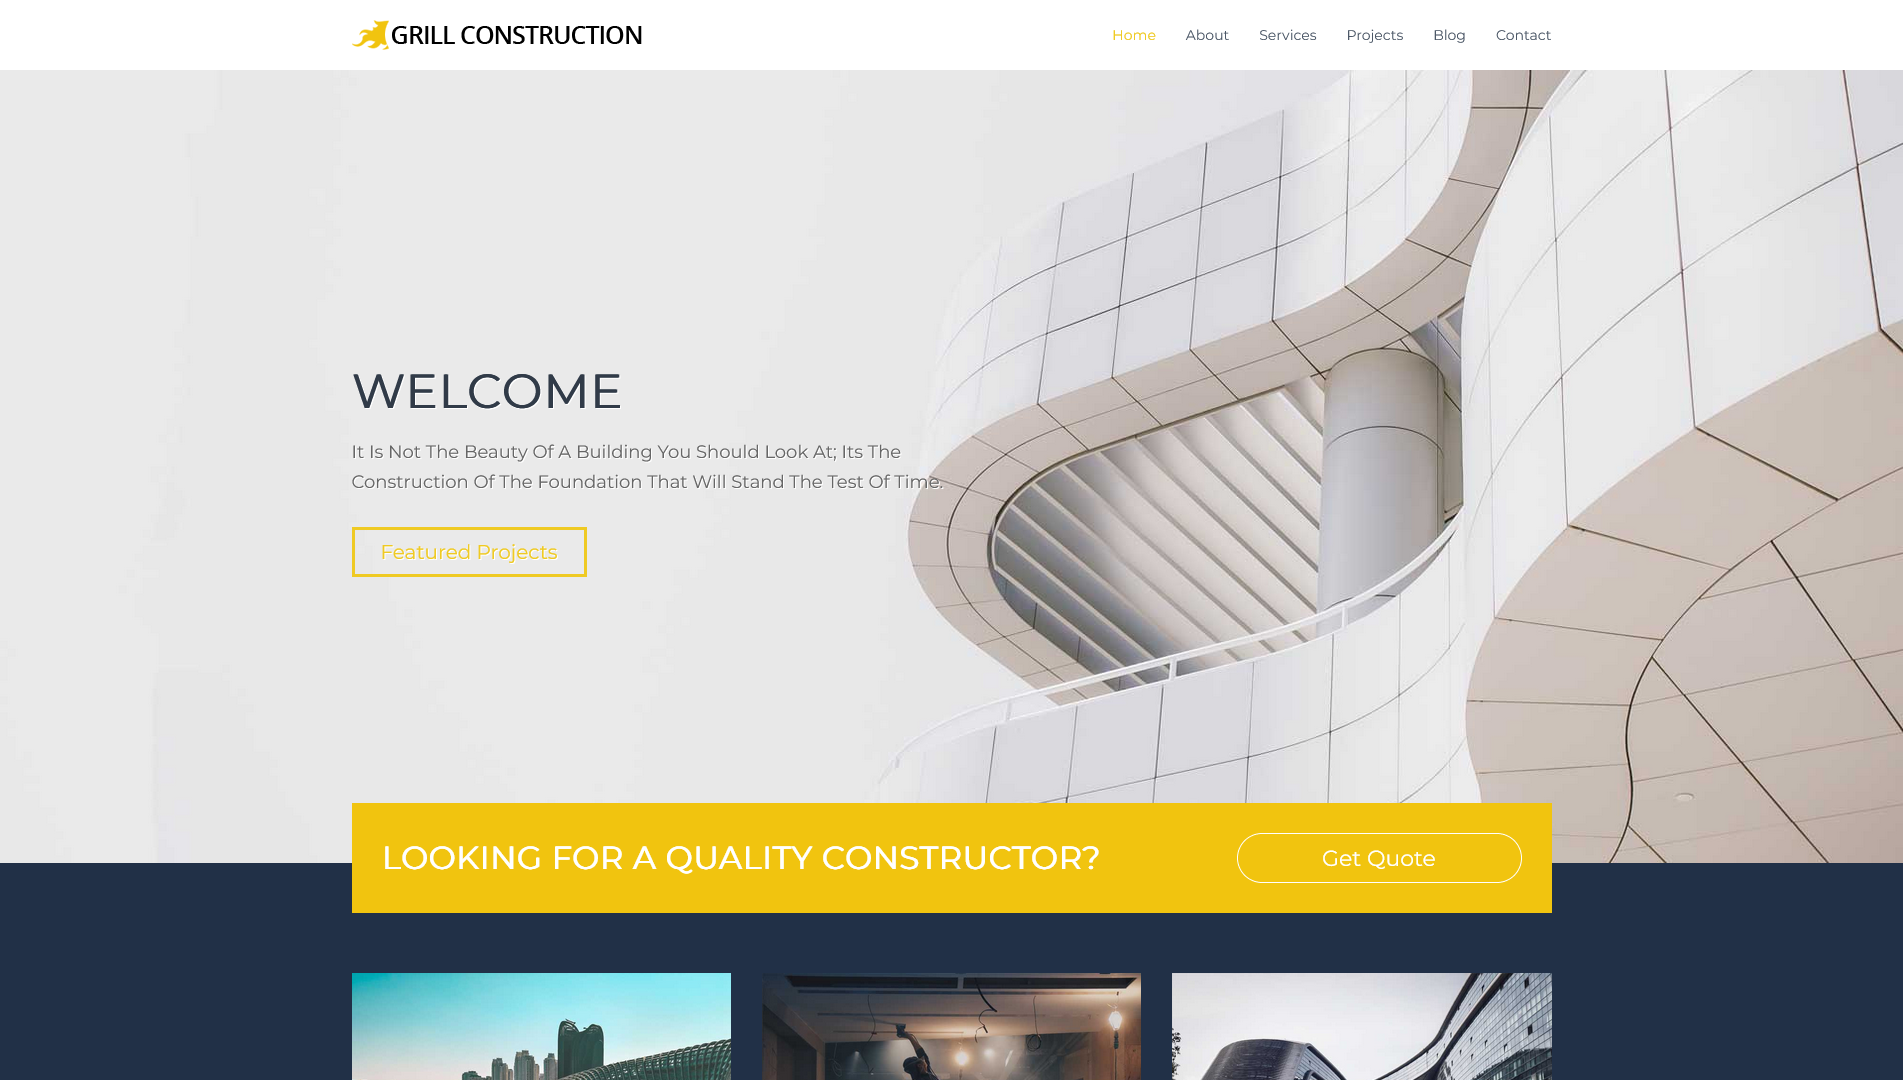 GRILL CONSTRUCTION
Home About Services Projects Blog Contact
WELCOME
It Is Not The Beauty Of A Building You Should Look At; Its The
Construction Of The Foundation That Will Stand The Test Of Time.
Featured Projects
LOOKING FOR A QUALITY CONSTRUCTOR?
Get Quote